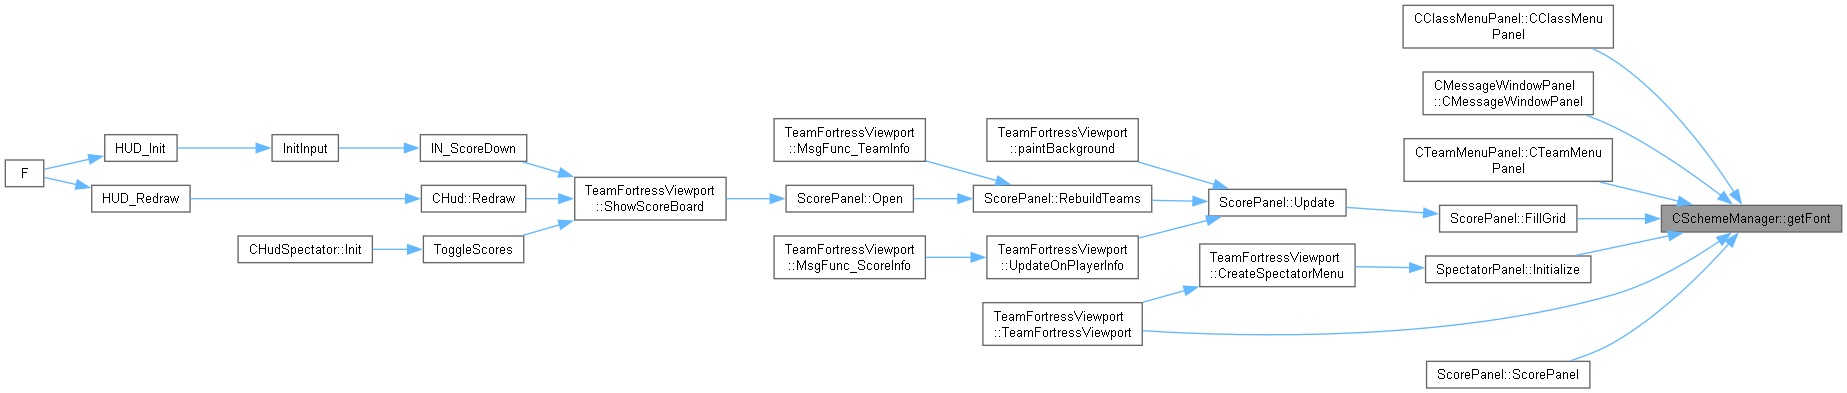 F
HUD_Init
HUD_Redraw
InitInput
CHudSpectator::Init
IN_ScoreDown
CHud::Redraw
ToggleScores
TeamFortressViewport
::ShowScoreBoard
TeamFortressViewport
::MsgFunc_TeamInfo
ScorePanel::Open
TeamFortressViewport
::MsgFunc_ScoreInfo
TeamFortressViewport
::paintBackground
ScorePanel::RebuildTeams
TeamFortressViewport
::UpdateOnPlayerInfo
TeamFortressViewport
::TeamFortressViewport
ScorePanel::Update
TeamFortressViewport
::CreateSpectatorMenu
CClassMenuPanel::CClassMenu
Panel
CMessageWindowPanel
::CMessageWindowPanel
CTeamMenuPanel::CTeamMenu
Panel
ScorePanel::FillGrid
SpectatorPanel::Initialize
ScorePanel::ScorePanel
CSchemeManager::getFont